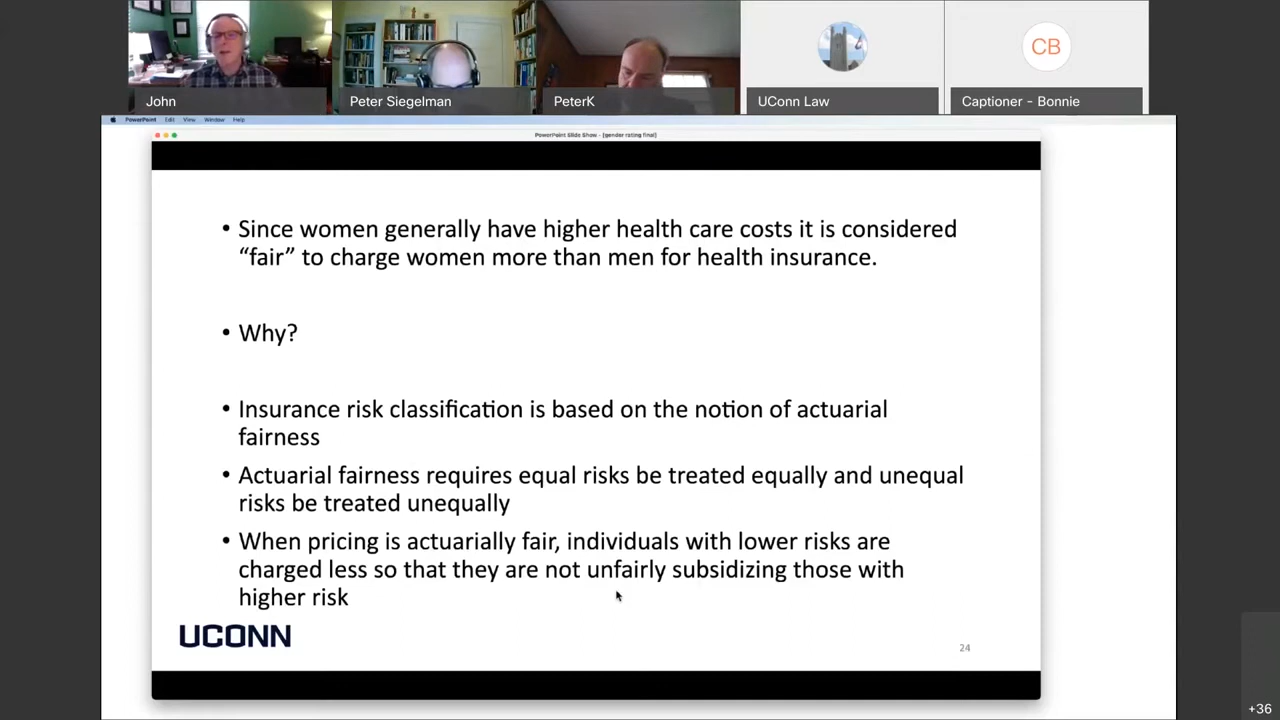 John
Peter Siegelman
PeterK
UConn Law
CB
Captioner - Bonnie
PowerPoint Edit View Window Help
PowerPoint Slide Show - [gender rating final]
• Since women generally have higher health care costs it is considered
“fair” to charge women more than men for health insurance.
• Why?
• Insurance risk classification is based on the notion of actuarial
fairness
• Actuarial fairness requires equal risks be treated equally and unequal
risks be treated unequally
• When pricing is actuarially fair, individuals with lower risks are
charged less so that they are not unfairly subsidizing those with
higher risk
UCONN
24
+36